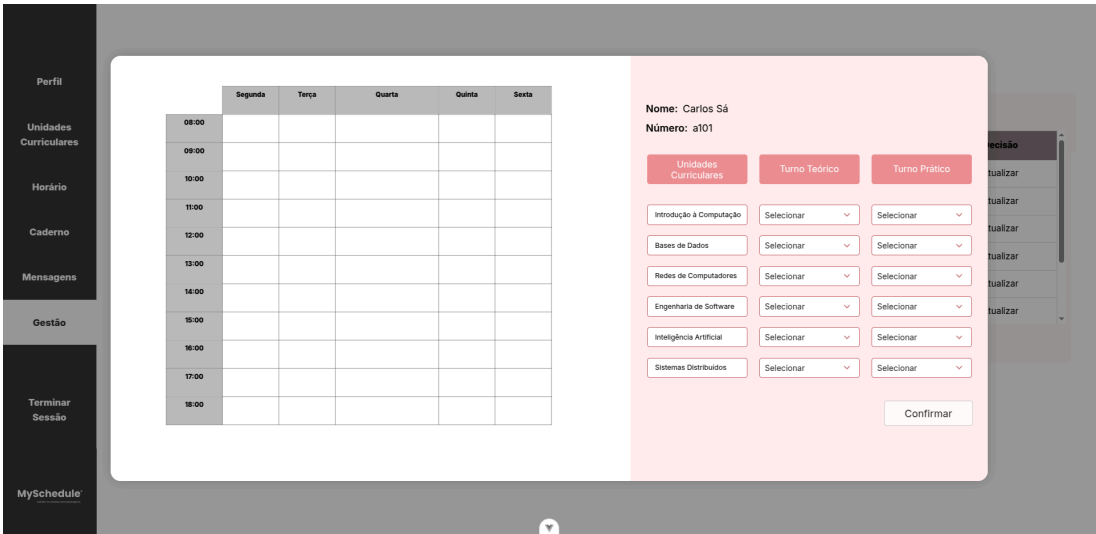 Perfil
Unidades
Curriculares
Horário
Caderno
Mensagens
Gestão
Terminar
Sessão
MySchedule
Segunda Terça Quarta Quinta Sexta
08:00
09:00
10:00
11:00
12:00
13:00
14:00
15:00
16:00
17:00
18:00
Nome: Carlos Sá
Número: a101
Unidades
Curriculares
Turno Teórico
Turno Prático
Introdução à Computação Selecionar Selecionar
Bases de Dados Selecionar Selecionar
Redes de Computadores Selecionar Selecionar
Engenharia de Software Selecionar Selecionar
Inteligência Artificial Selecionar Selecionar
Sistemas Distribuídos Selecionar Selecionar
Confirmar
ecisão
tualizar
tualizar
tualizar
tualizar
tualizar
tualizar